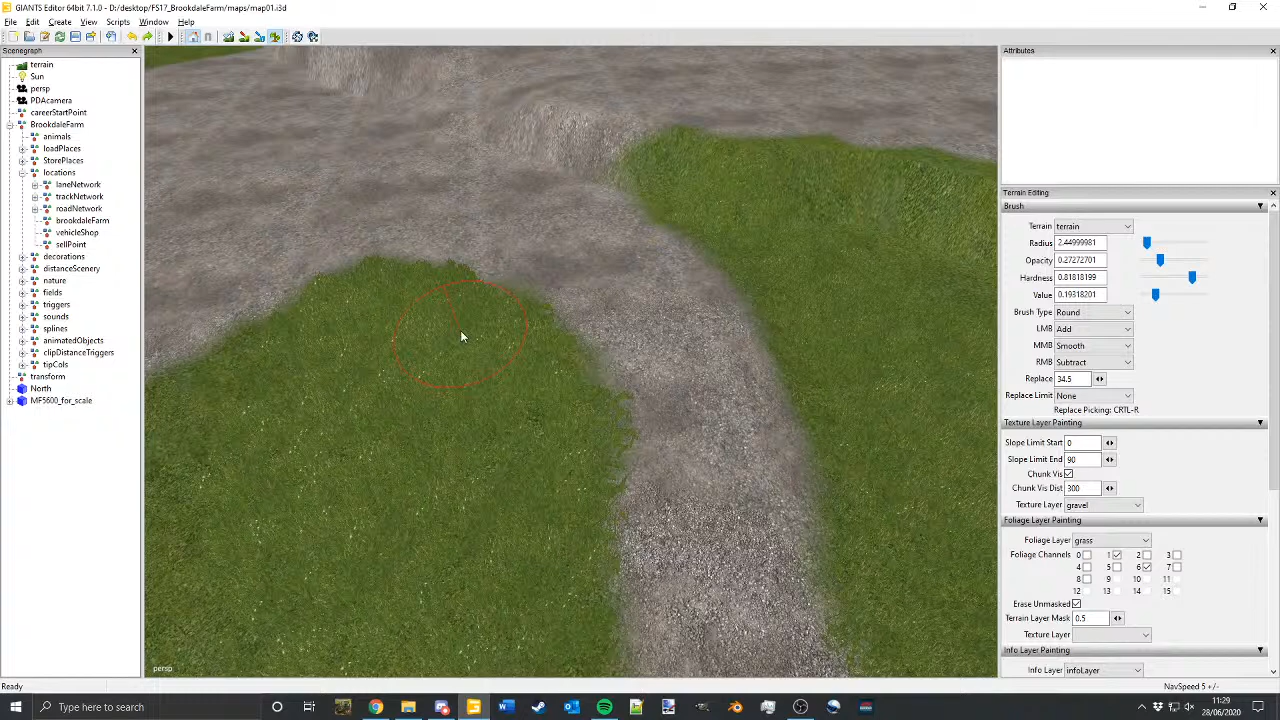 GIANTS Editor 64bit 7.1.0 - D:/desktop/FS17_BrookdaleFarm/maps/map01.i3d
File Edit Create View Scripts Window Help
Scenegraph
terrain
Sun
persp
PDAcamera
careerStartPoint
BrookdaleFarm
animals
loadPlaces
StorePlaces
locations
laneNetwork
trackNetwork
roadNetwork
brookdaleFarm
vehicleShop
sellPoint
decorations
distanceScenery
nature
fields
triggers
sounds
splines
animatedObjects
clipDistanceTriggers
tipCols
transform
North
MF5600_for_scale
persp
Attributes
Terrain Editing
Brush
Terrain terrain
Radius 2.44999981
Opacity 0.27272701
Hardness 0.81818199
Value 0.19318201
Brush Type Round
LMB Add
MMB Smooth
RMB Subtract
Replace 34.5
Replace Limit None
Replace Picking: CRTL-R
Texture Layer Painting
Slope Limit Start 0
Slope Limit End 90
Chunk Vis
Chunk Vis Dist 300
Texture Layer gravel
Foliage Layer Painting
Foliage Layer grass
Foliage Channels 0 1 2 3
4 5 6 7
8 9 10 11
12 13 14 15
Erase Unmasked
Terrain Layer Mask 0.5
Texture Layer
Info Layer Painting
Info Layer infoLayer
Ready
NavSpeed 5 +/-
Type here to search
11:29
28/06/2020